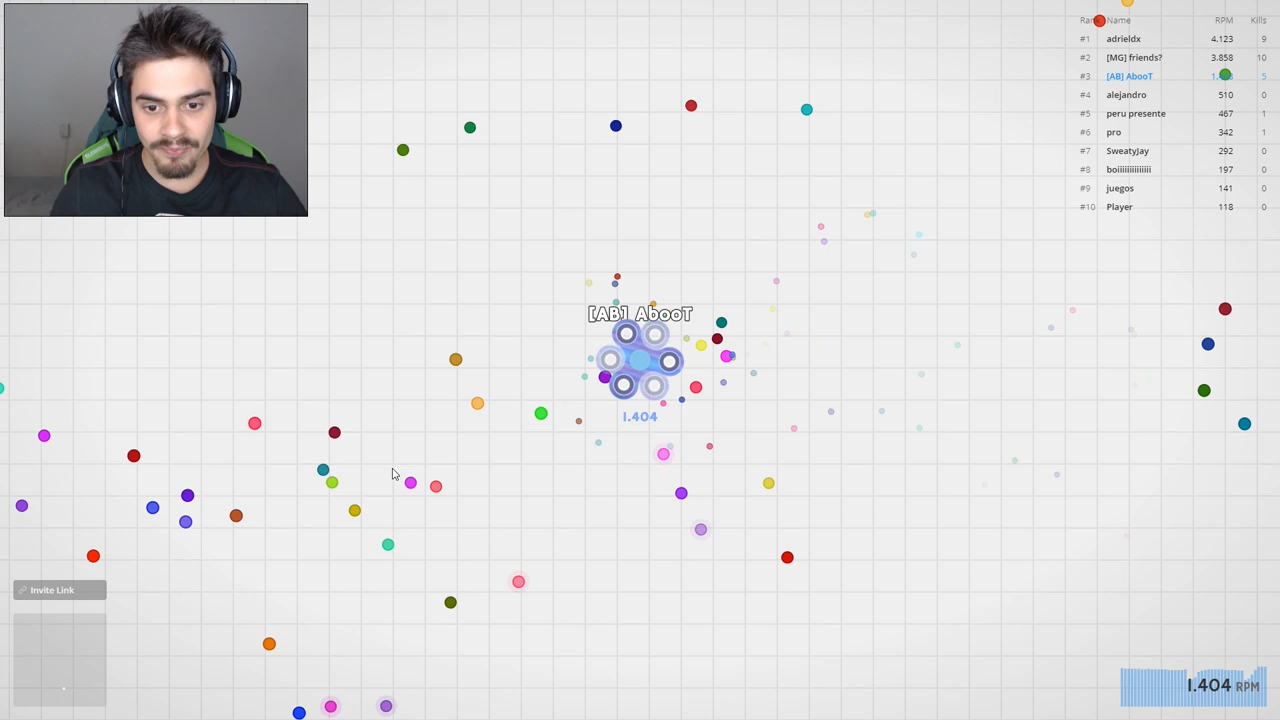 Rank Name RPM Kills
#1 adrieldx 4.123 9
#2 [MG] friends? 3.858 10
#3 [AB] AbooT 5
#4 alejandro 510 0
#5 peru presente 467 1
#6 pro 342 1
#7 SweatyJay 292 0
#8 boiiiiiiiiiiiiii 197 0
#9 juegos 141 0
#10 Player 118 0
[AB] AbooT
1.404
Invite Link
1.404 RPM